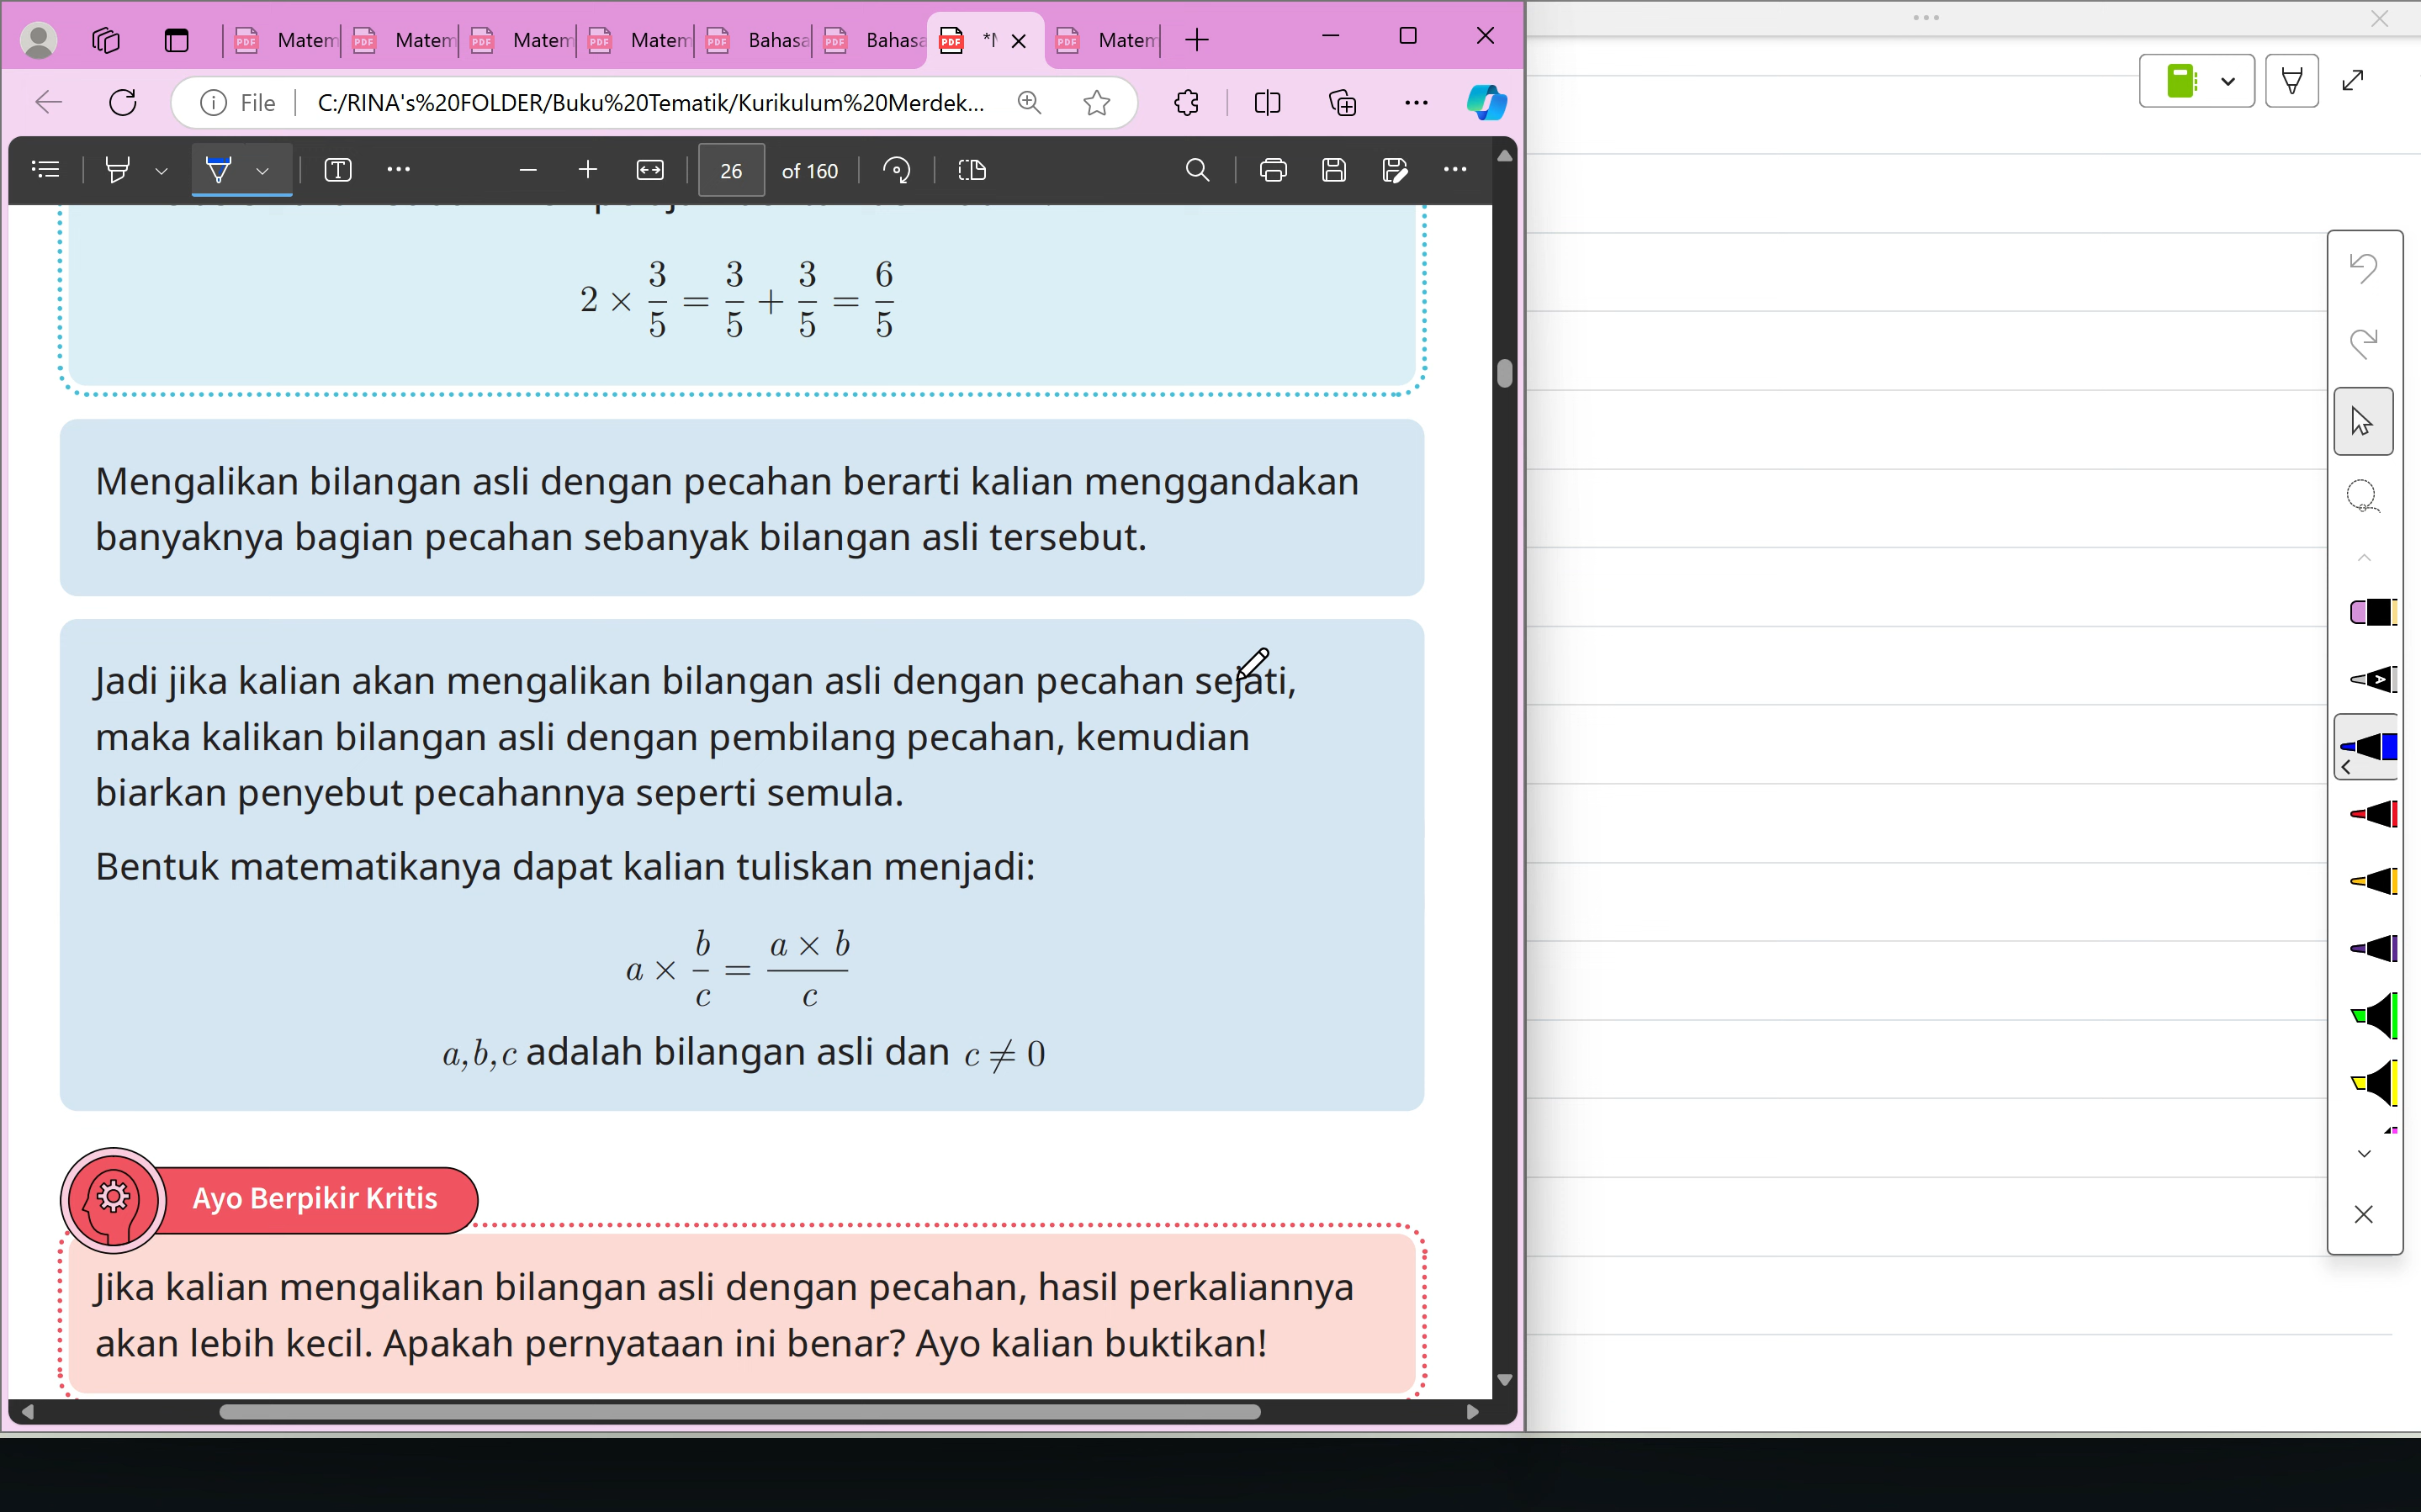 Matem Matem Matem Matem Bahasa Bahasa Matem
File C:/RINA's%20FOLDER/Buku%20Tematik/Kurikulum%20Merdek...
26 of 160
2 × 3/5 = 3/5 + 3/5 = 6/5
Mengalikan bilangan asli dengan pecahan berarti kalian menggandakan
banyaknya bagian pecahan sebanyak bilangan asli tersebut.
Jadi jika kalian akan mengalikan bilangan asli dengan pecahan sejati,
maka kalikan bilangan asli dengan pembilang pecahan, kemudian
biarkan penyebut pecahannya seperti semula.
Bentuk matematikanya dapat kalian tuliskan menjadi:
a × b/c = a × b/c
a,b,c adalah bilangan asli dan c ≠ 0
Ayo Berpikir Kritis
Jika kalian mengalikan bilangan asli dengan pecahan, hasil perkaliannya
akan lebih kecil. Apakah pernyataan ini benar? Ayo kalian buktikan!